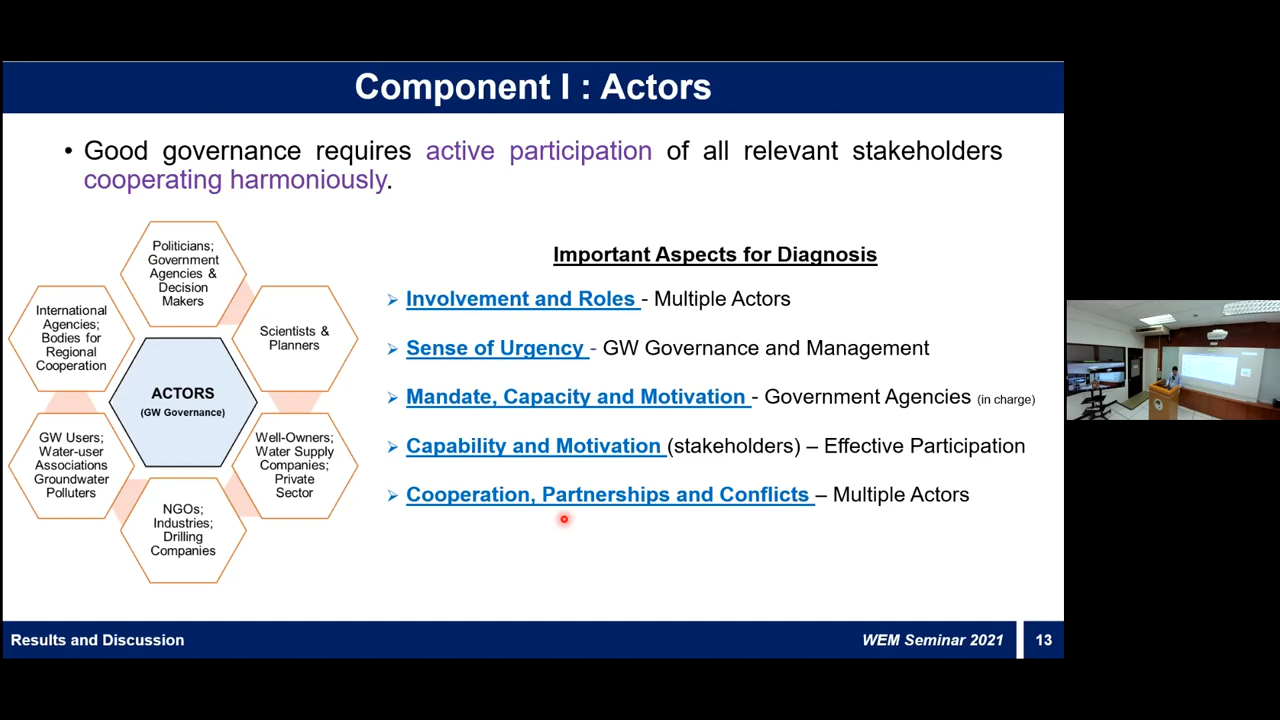 Component I : Actors
• Good governance requires active participation of all relevant stakeholders
cooperating harmoniously.
Politicians;
Government
Agencies &
Decision
Makers
Scientists &
Planners
Well-Owners;
Water Supply
Companies;
Private
Sector
NGOs;
Industries;
Drilling
Companies
GW Users;
Water-user
Associations
Groundwater
Polluters
International
Agencies;
Bodies for
Regional
Cooperation
ACTORS
(GW Governance)
Important Aspects for Diagnosis
➢ Involvement and Roles - Multiple Actors
➢ Sense of Urgency - GW Governance and Management
➢ Mandate, Capacity and Motivation - Government Agencies (in charge)
➢ Capability and Motivation (stakeholders) – Effective Participation
➢ Cooperation, Partnerships and Conflicts – Multiple Actors
Results and Discussion
WEM Seminar 2021
13